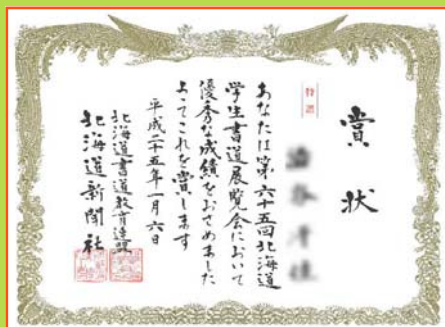 賞状
特選
あなたは第六十五回北海道
学生書道展覧会において
優秀な成績をおさめました
よってこれを賞します
平成二十五年一月六日
北海道書道教育連盟
北海道新聞社